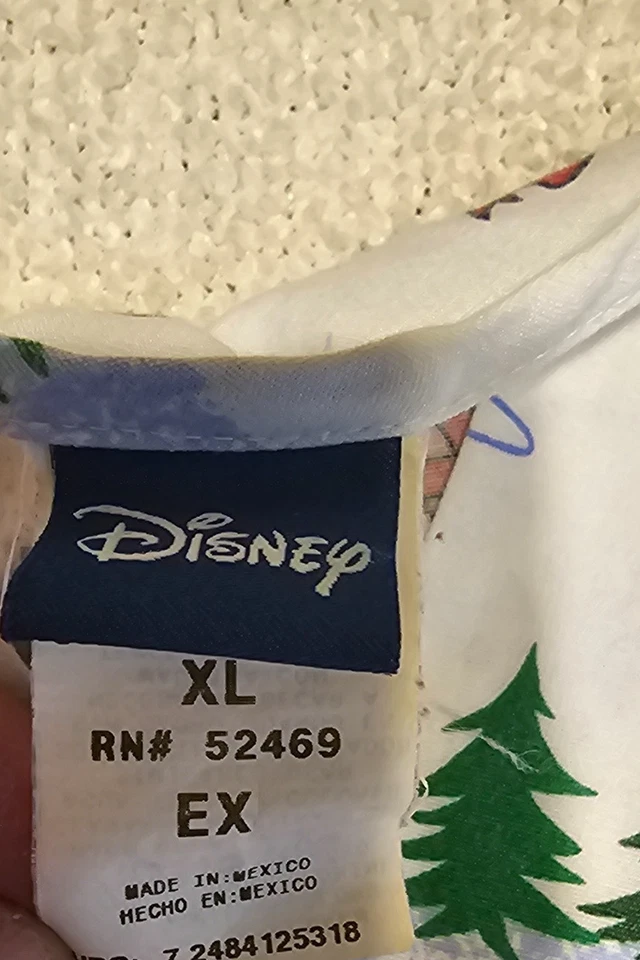 Disney
XL
RN# 52469
EX
MADE IN:MEXICO
HECHO EN:MEXICO
7 2484125318